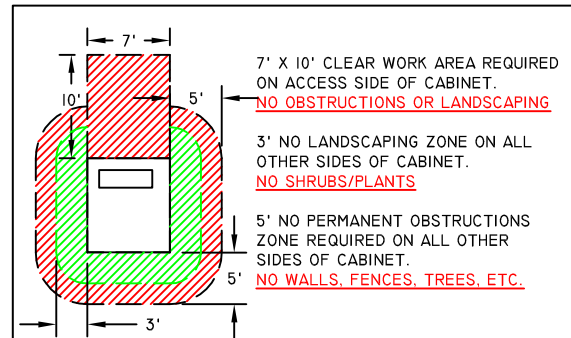 7'
10'
5'
7' X 10' CLEAR WORK AREA REQUIRED
ON ACCESS SIDE OF CABINET.
NO OBSTRUCTIONS OR LANDSCAPING
3' NO LANDSCAPING ZONE ON ALL
OTHER SIDES OF CABINET.
NO SHRUBS/PLANTS
5' NO PERMANENT OBSTRUCTIONS
ZONE REQUIRED ON ALL OTHER
SIDES OF CABINET.
NO WALLS, FENCES, TREES, ETC.
5'
3'